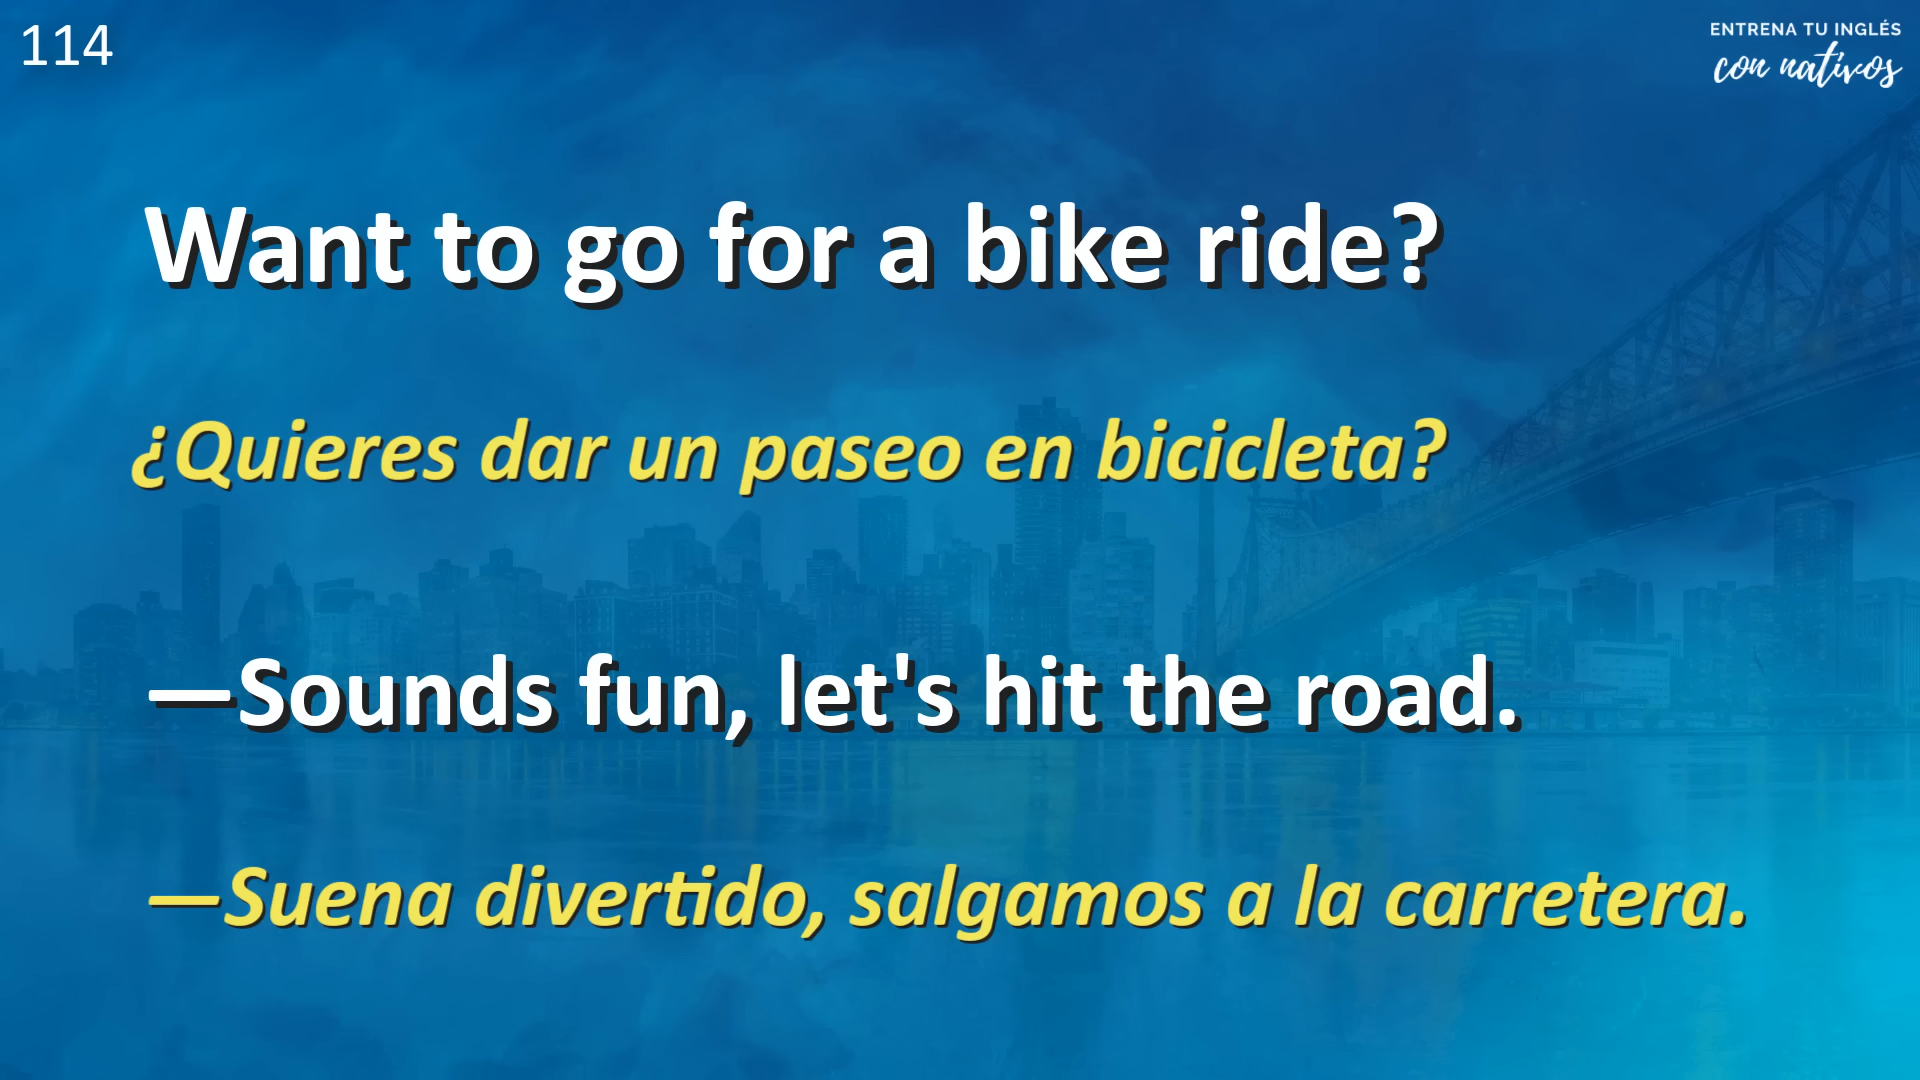 114
ENTRENA TU INGLÉS
con nativos
Want to go for a bike ride?
¿Quieres dar un paseo en bicicleta?
—Sounds fun, let's hit the road.
—Suena divertido, salgamos a la carretera.